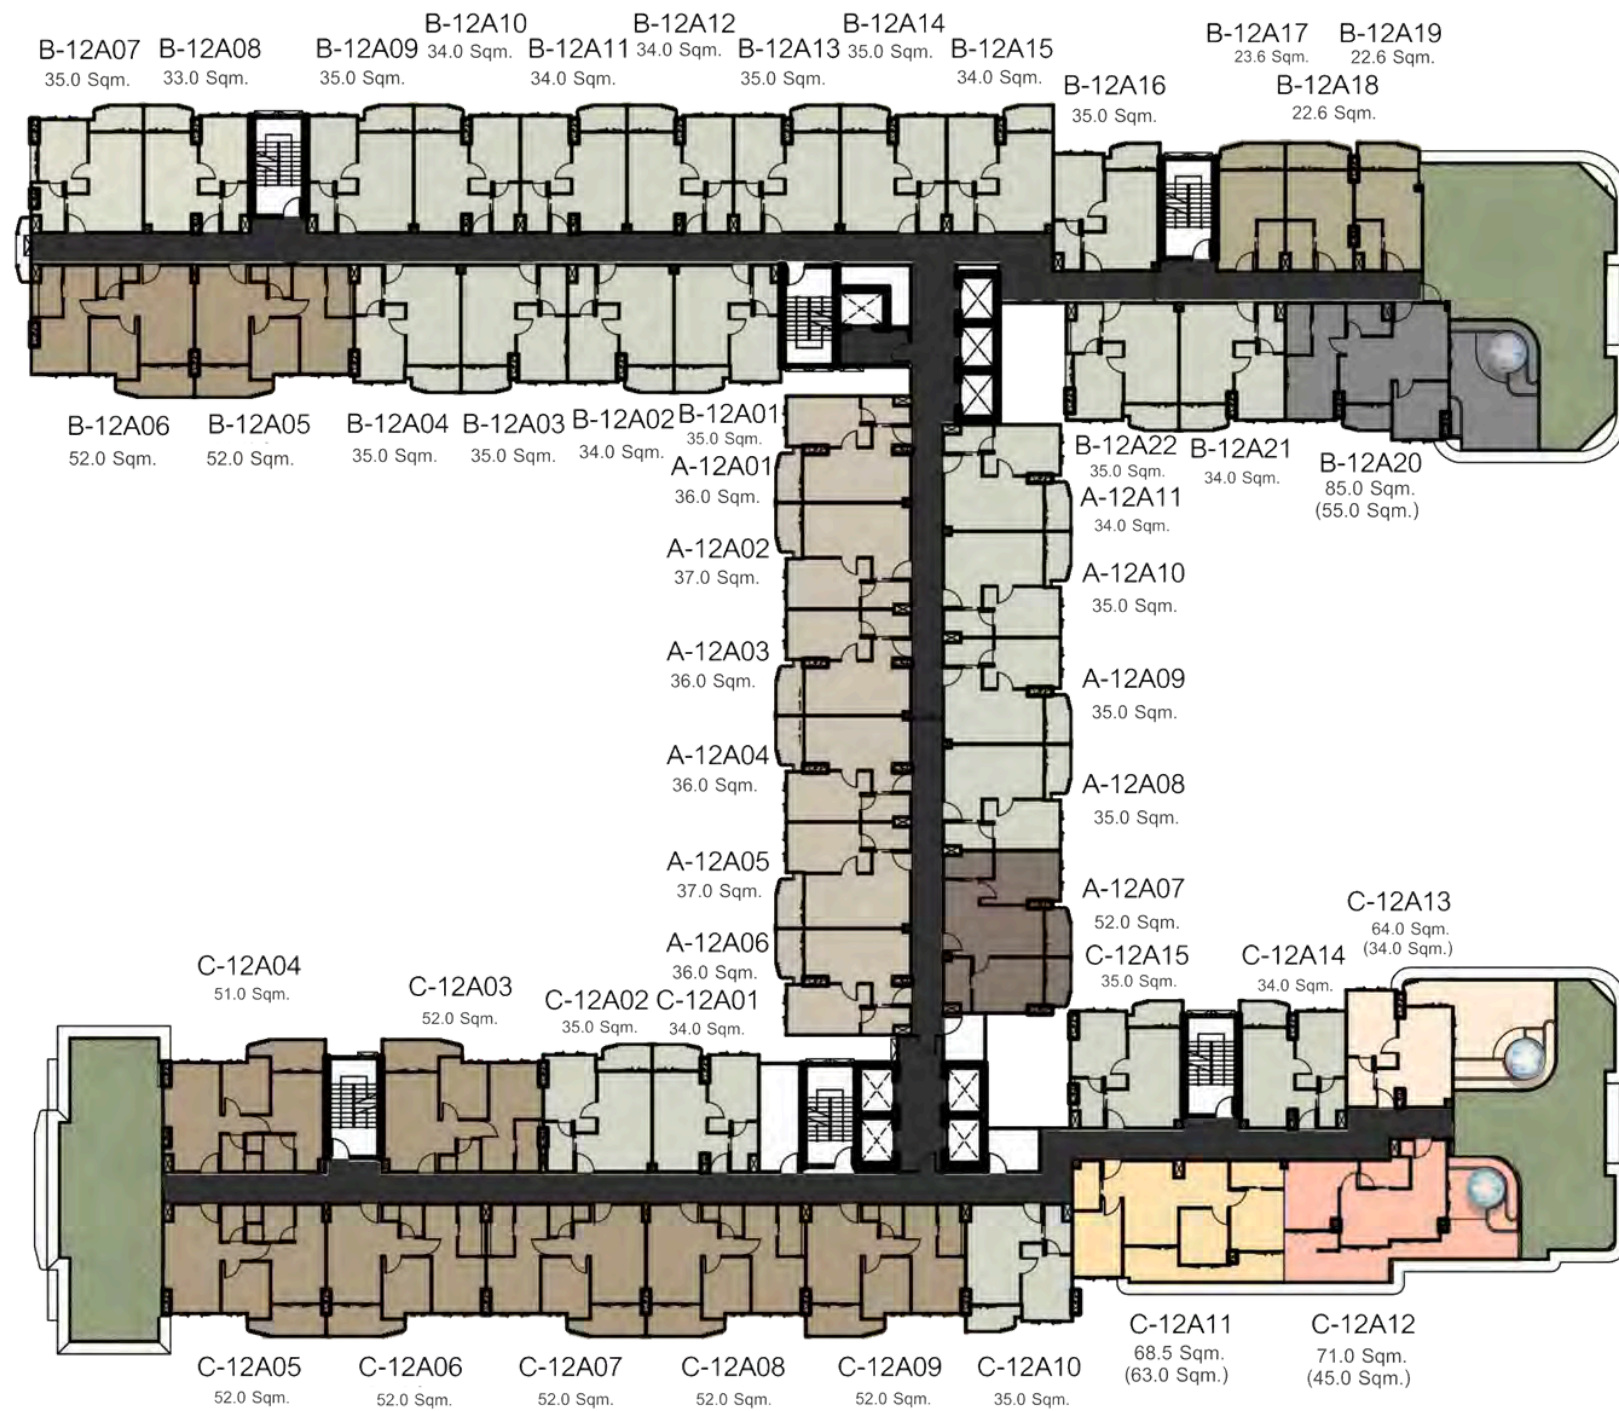 B-12A07
35.0 Sqm.
B-12A08
33.0 Sqm.
B-12A09
35.0 Sqm.
B-12A10
34.0 Sqm.
B-12A11
34.0 Sqm.
B-12A12
34.0 Sqm.
B-12A13
35.0 Sqm.
B-12A14
35.0 Sqm.
B-12A15
34.0 Sqm.
B-12A16
35.0 Sqm.
B-12A17
23.6 Sqm.
B-12A18
22.6 Sqm.
B-12A19
22.6 Sqm.
B-12A06
52.0 Sqm.
B-12A05
52.0 Sqm.
B-12A04
35.0 Sqm.
B-12A03
35.0 Sqm.
B-12A02
34.0 Sqm.
B-12A01
35.0 Sqm.
B-12A22
35.0 Sqm.
B-12A21
34.0 Sqm.
B-12A20
85.0 Sqm.
(55.0 Sqm.)
A-12A01
36.0 Sqm.
A-12A02
37.0 Sqm.
A-12A03
36.0 Sqm.
A-12A04
36.0 Sqm.
A-12A05
37.0 Sqm.
A-12A06
36.0 Sqm.
A-12A11
34.0 Sqm.
A-12A10
35.0 Sqm.
A-12A09
35.0 Sqm.
A-12A08
35.0 Sqm.
A-12A07
52.0 Sqm.
C-12A04
51.0 Sqm.
C-12A03
52.0 Sqm.
C-12A02
35.0 Sqm.
C-12A01
34.0 Sqm.
C-12A15
35.0 Sqm.
C-12A14
34.0 Sqm.
C-12A13
64.0 Sqm.
(34.0 Sqm.)
C-12A05
52.0 Sqm.
C-12A06
52.0 Sqm.
C-12A07
52.0 Sqm.
C-12A08
52.0 Sqm.
C-12A09
52.0 Sqm.
C-12A10
35.0 Sqm.
C-12A11
68.5 Sqm.
(63.0 Sqm.)
C-12A12
71.0 Sqm.
(45.0 Sqm.)